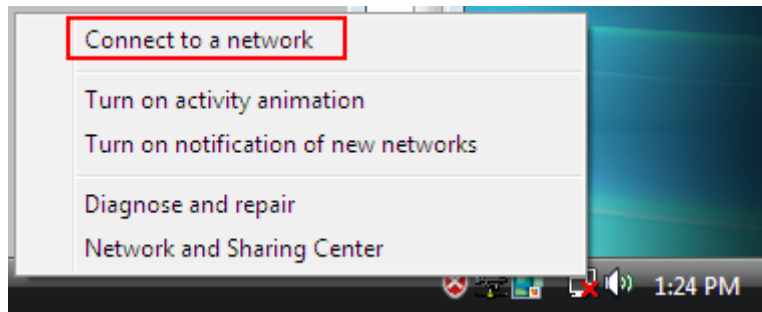 Connect to a network
Turn on activity animation
Turn on notification of new networks
Diagnose and repair
Network and Sharing Center
1:24 PM